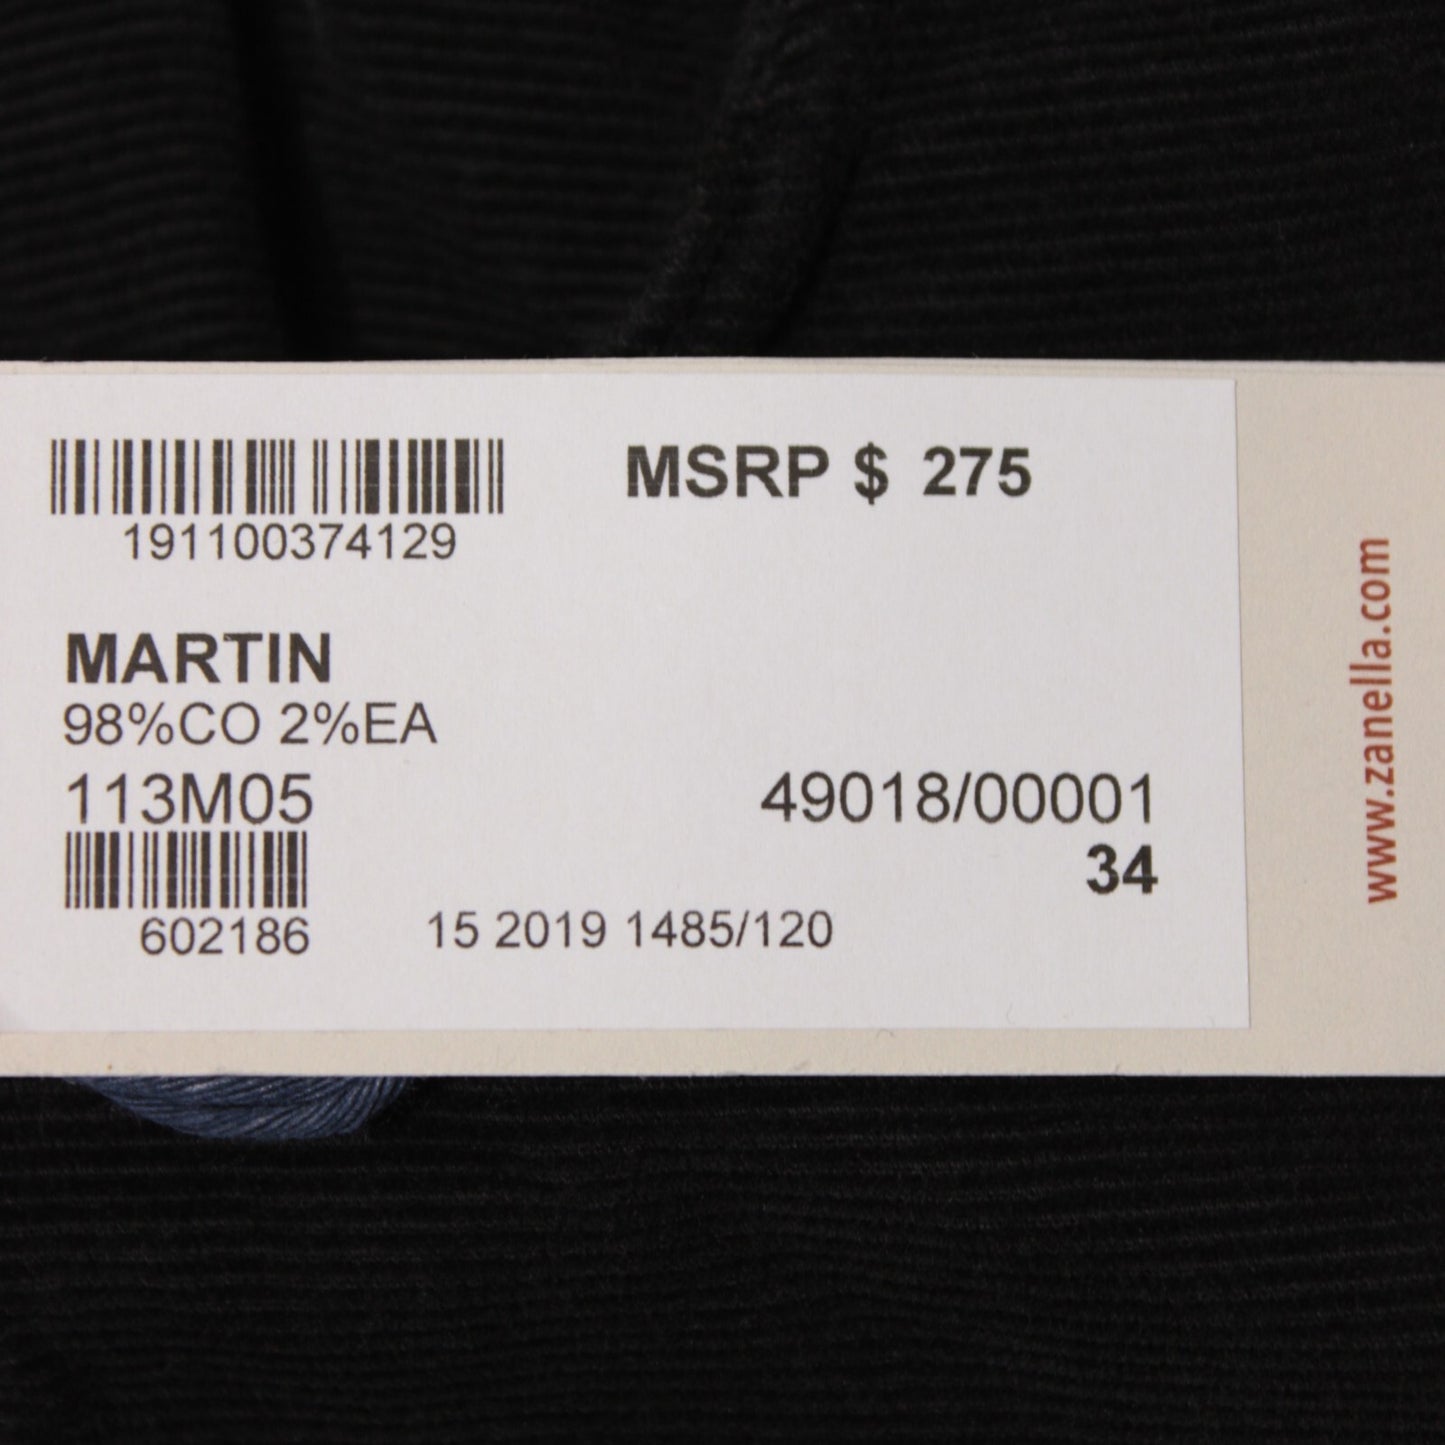 MSRP $ 275
191100374129
MARTIN
98%CO 2%EA
113M05
49018/00001
34
602186
15 2019 1485/120
www.zanella.com